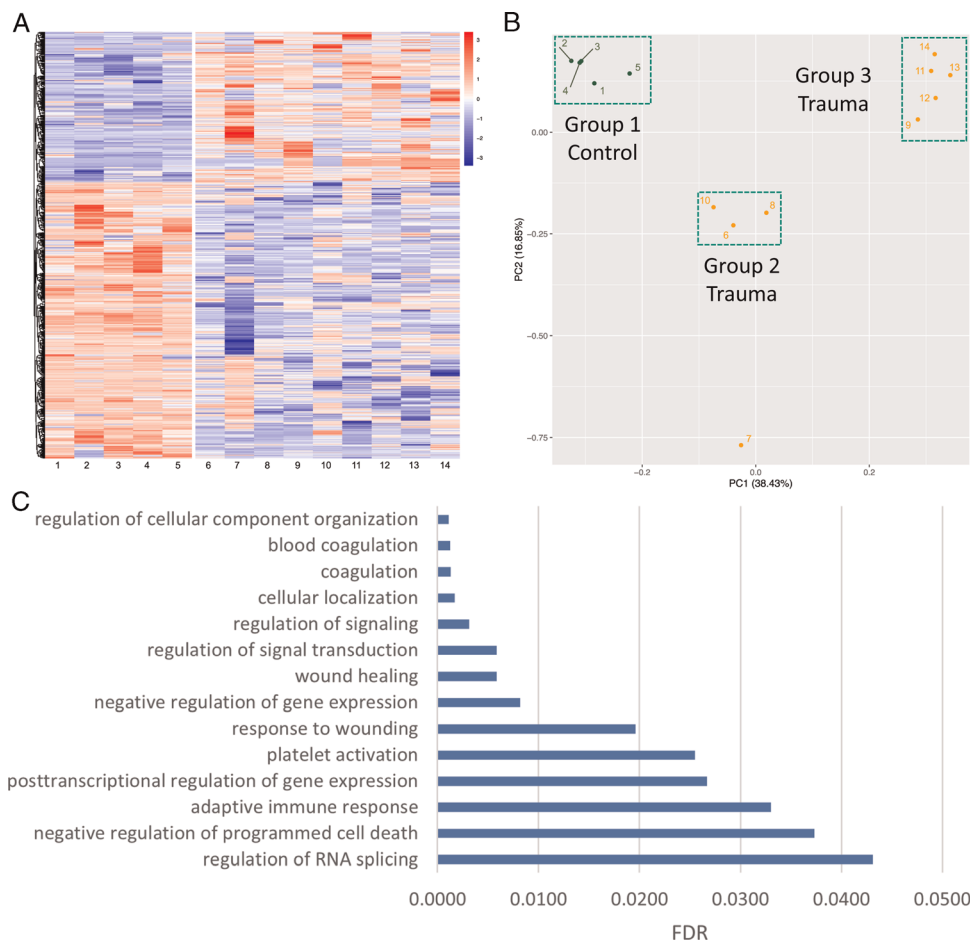 A
3
2
1
0
-1
-2
-3
1 2 3 4 5 6 7 8 9 10 11 12 13 14
B
2 3
4 1 5
Group 1
Control
14
11 13
12
9
Group 3
Trauma
10 8
6
Group 2
Trauma
7
0.00
−0.25
−0.50
−0.75
PC2 (16.85%)
−0.2 0.0 0.2
PC1 (38.43%)
C
regulation of cellular component organization
blood coagulation
coagulation
cellular localization
regulation of signaling
regulation of signal transduction
wound healing
negative regulation of gene expression
response to wounding
platelet activation
posttranscriptional regulation of gene expression
adaptive immune response
negative regulation of programmed cell death
regulation of RNA splicing
0.0000 0.0100 0.0200 0.0300 0.0400 0.0500
FDR